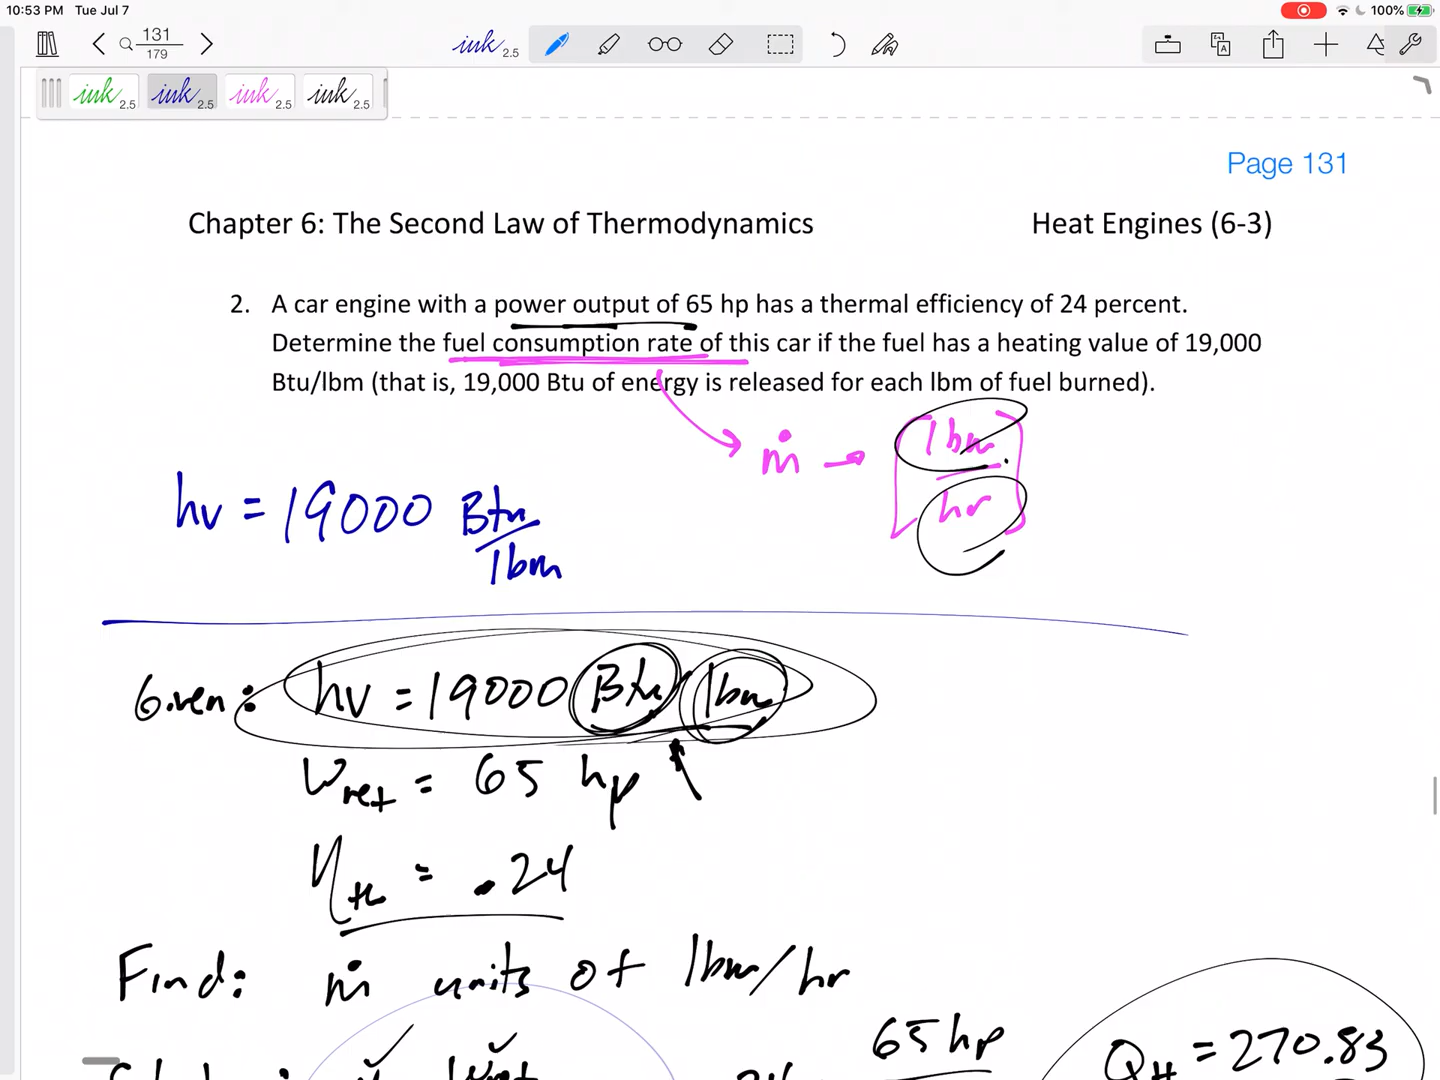 10:53 PM Tue Jul 7
100%
131
179
ink 2.5
ink 2.5 ink 2.5 ink 2.5 ink 2.5
Page 131
Chapter 6: The Second Law of Thermodynamics Heat Engines (6-3)
2. A car engine with a power output of 65 hp has a thermal efficiency of 24 percent.
Determine the fuel consumption rate of this car if the fuel has a heating value of 19,000
Btu/lbm (that is, 19,000 Btu of energy is released for each lbm of fuel burned).
ṁ → [lbm
hr]
hv = 19000 Btu
lbm
Given: hv = 19000 Btu/lbm
Wnet = 65 hp
ηth = .24
Find: ṁ units of lbm/hr
65 hp
QH = 270.83